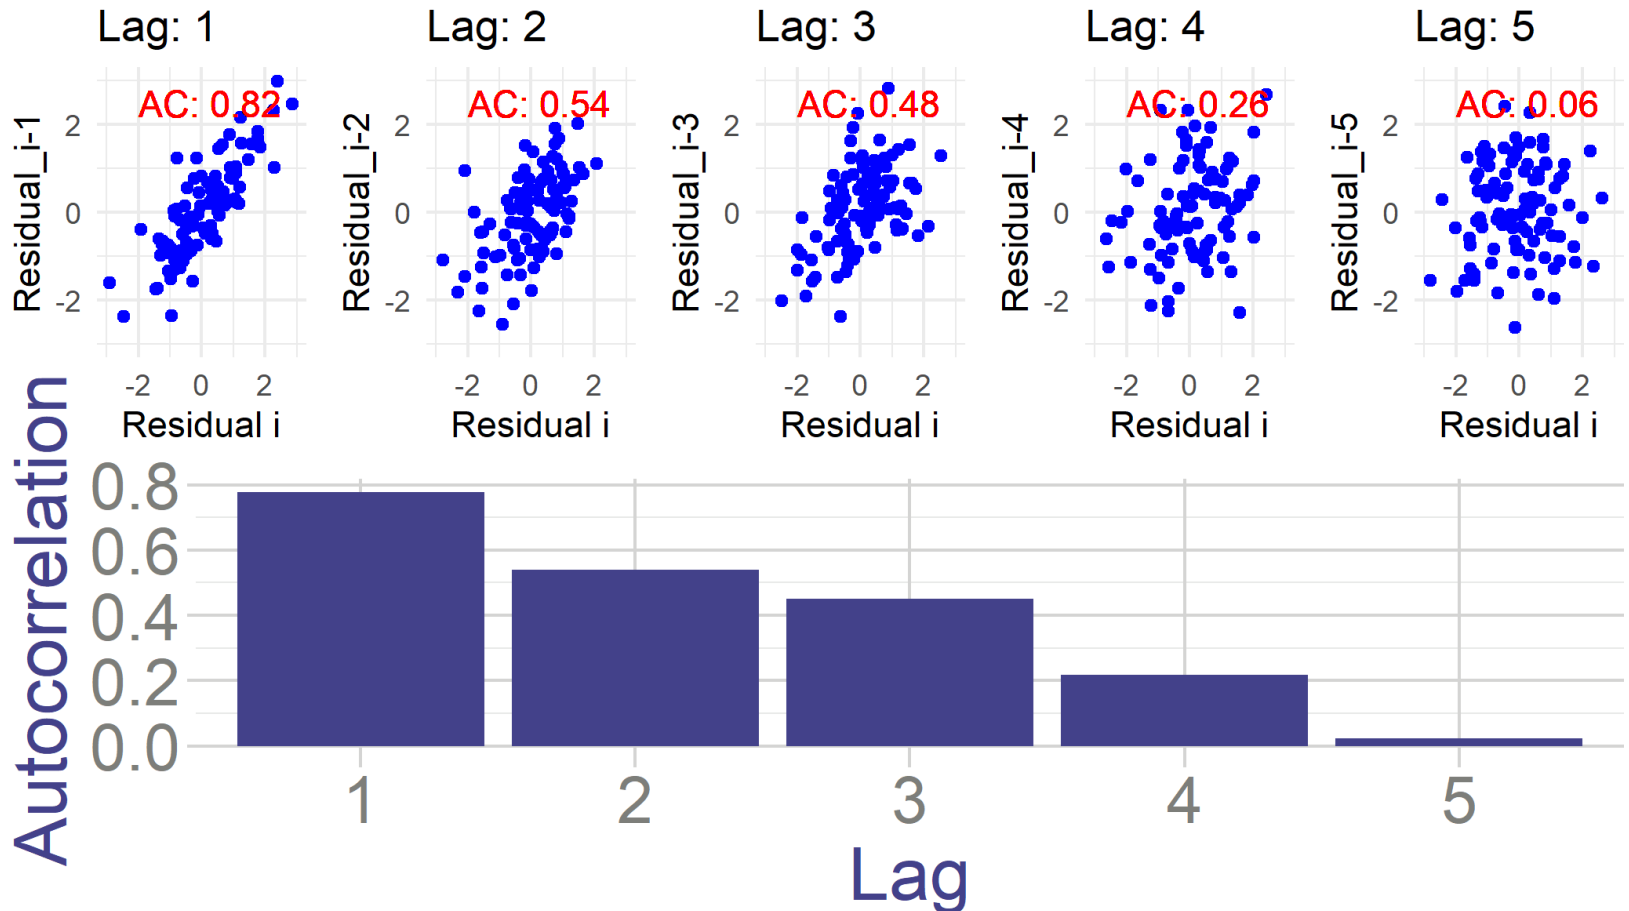 Lag: 1
Lag: 2
Lag: 3
Lag: 4
Lag: 5
Residual_i-1
2
0
-2
AC: 0.82
-2 0 2
Residual i
Residual_i-2
2
0
-2
AC: 0.54
-2 0 2
Residual i
Residual_i-3
2
0
-2
AC: 0.48
-2 0 2
Residual i
Residual_i-4
2
0
-2
AC: 0.26
-2 0 2
Residual i
Residual_i-5
2
0
-2
AC: 0.06
-2 0 2
Residual i
Autocorrelation
0.8
0.6
0.4
0.2
0.0
1 2 3 4 5
Lag